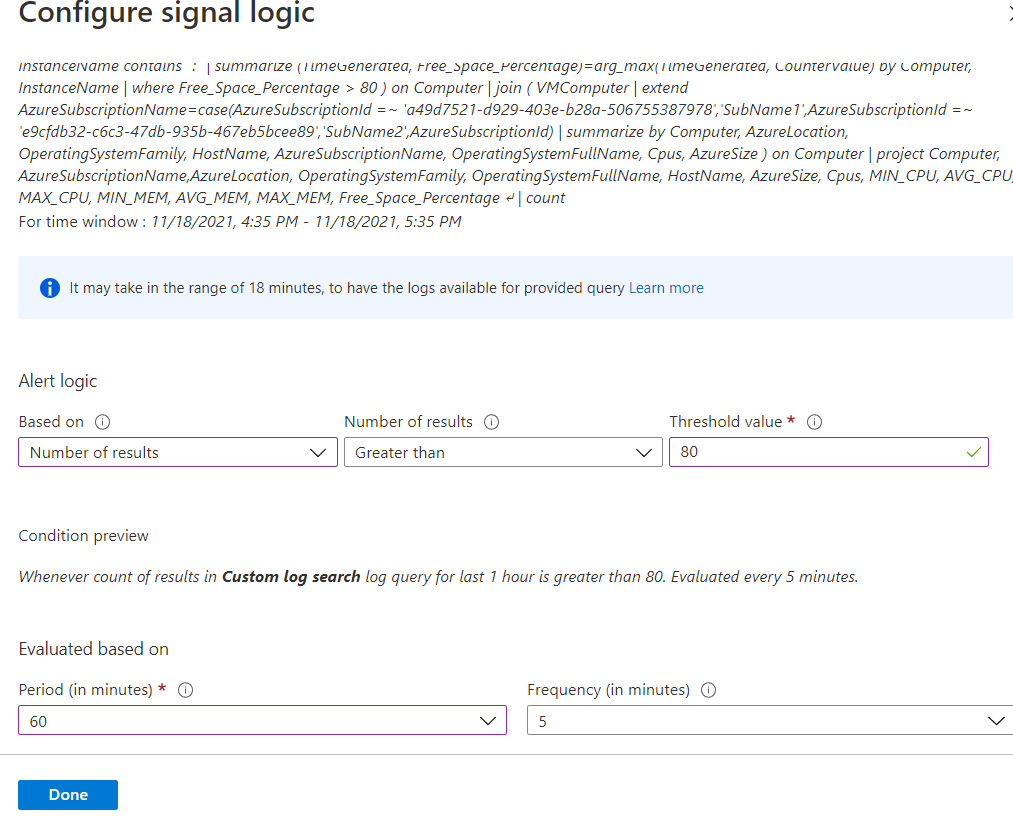 Configure signal logic
InstanceName contains : | summarize (TimeGenerated, Free_Space_Percentage)=arg_max(TimeGenerated, CounterValue) by Computer,
InstanceName | where Free_Space_Percentage > 80 ) on Computer | join ( VMComputer | extend
AzureSubscriptionName=case(AzureSubscriptionId =~ 'a49d7521-d929-403e-b28a-506755387978','SubName1',AzureSubscriptionId =~
'e9cfdb32-c6c3-47db-935b-467eb5bcee89','SubName2',AzureSubscriptionId) | summarize by Computer, AzureLocation,
OperatingSystemFamily, HostName, AzureSubscriptionName, OperatingSystemFullName, Cpus, AzureSize ) on Computer | project Computer,
AzureSubscriptionName,AzureLocation, OperatingSystemFamily, OperatingSystemFullName, HostName, AzureSize, Cpus, MIN_CPU, AVG_CPU,
MAX_CPU, MIN_MEM, AVG_MEM, MAX_MEM, Free_Space_Percentage ↵ | count
For time window : 11/18/2021, 4:35 PM - 11/18/2021, 5:35 PM
It may take in the range of 18 minutes, to have the logs available for provided query Learn more
Alert logic
Based on Number of results Threshold value *
Number of results Greater than 80
Condition preview
Whenever count of results in Custom log search log query for last 1 hour is greater than 80. Evaluated every 5 minutes.
Evaluated based on
Period (in minutes) * Frequency (in minutes)
60 5
Done